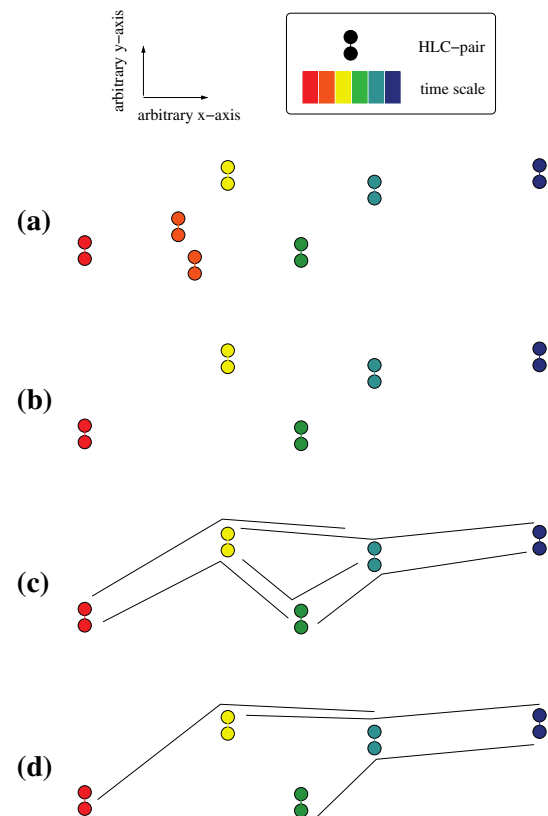 arbitrary y−axis
arbitrary x−axis
HLC−pair
time scale
(a)
(b)
(c)
(d)